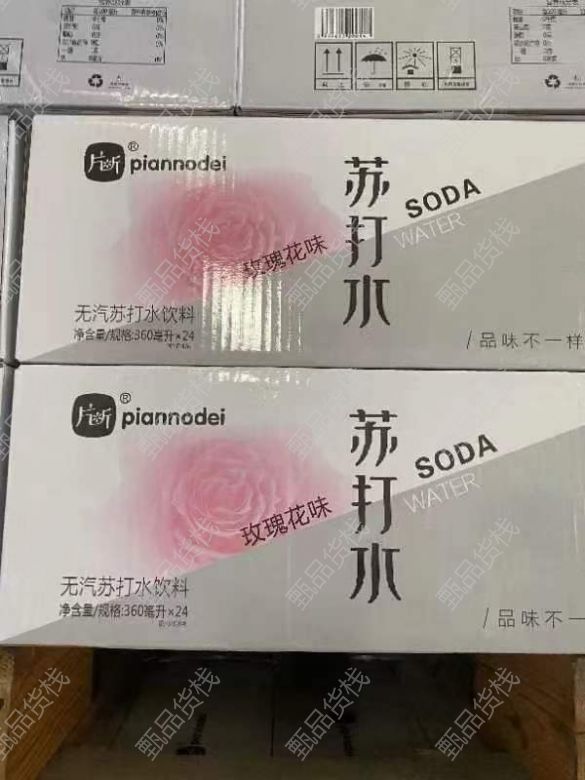 片断®
piannodei
苏打水
SODA
WATER
玫瑰花味
无汽苏打水饮料
净含量/规格:360毫升×24
/品味不一样
片断®
piannodei
苏打水
SODA
WATER
玫瑰花味
无汽苏打水饮料
净含量/规格:360毫升×24
/品味不一
甄品货栈